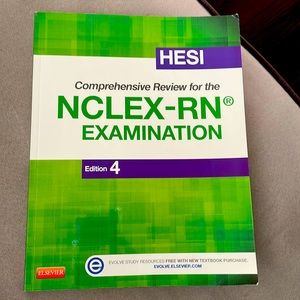 HESI
Comprehensive Review for the
NCLEX-RN®
EXAMINATION
Edition 4
ELSEVIER
e
EVOLVE STUDY RESOURCES FREE WITH NEW TEXTBOOK PURCHASE.
EVOLVE.ELSEVIER.COM